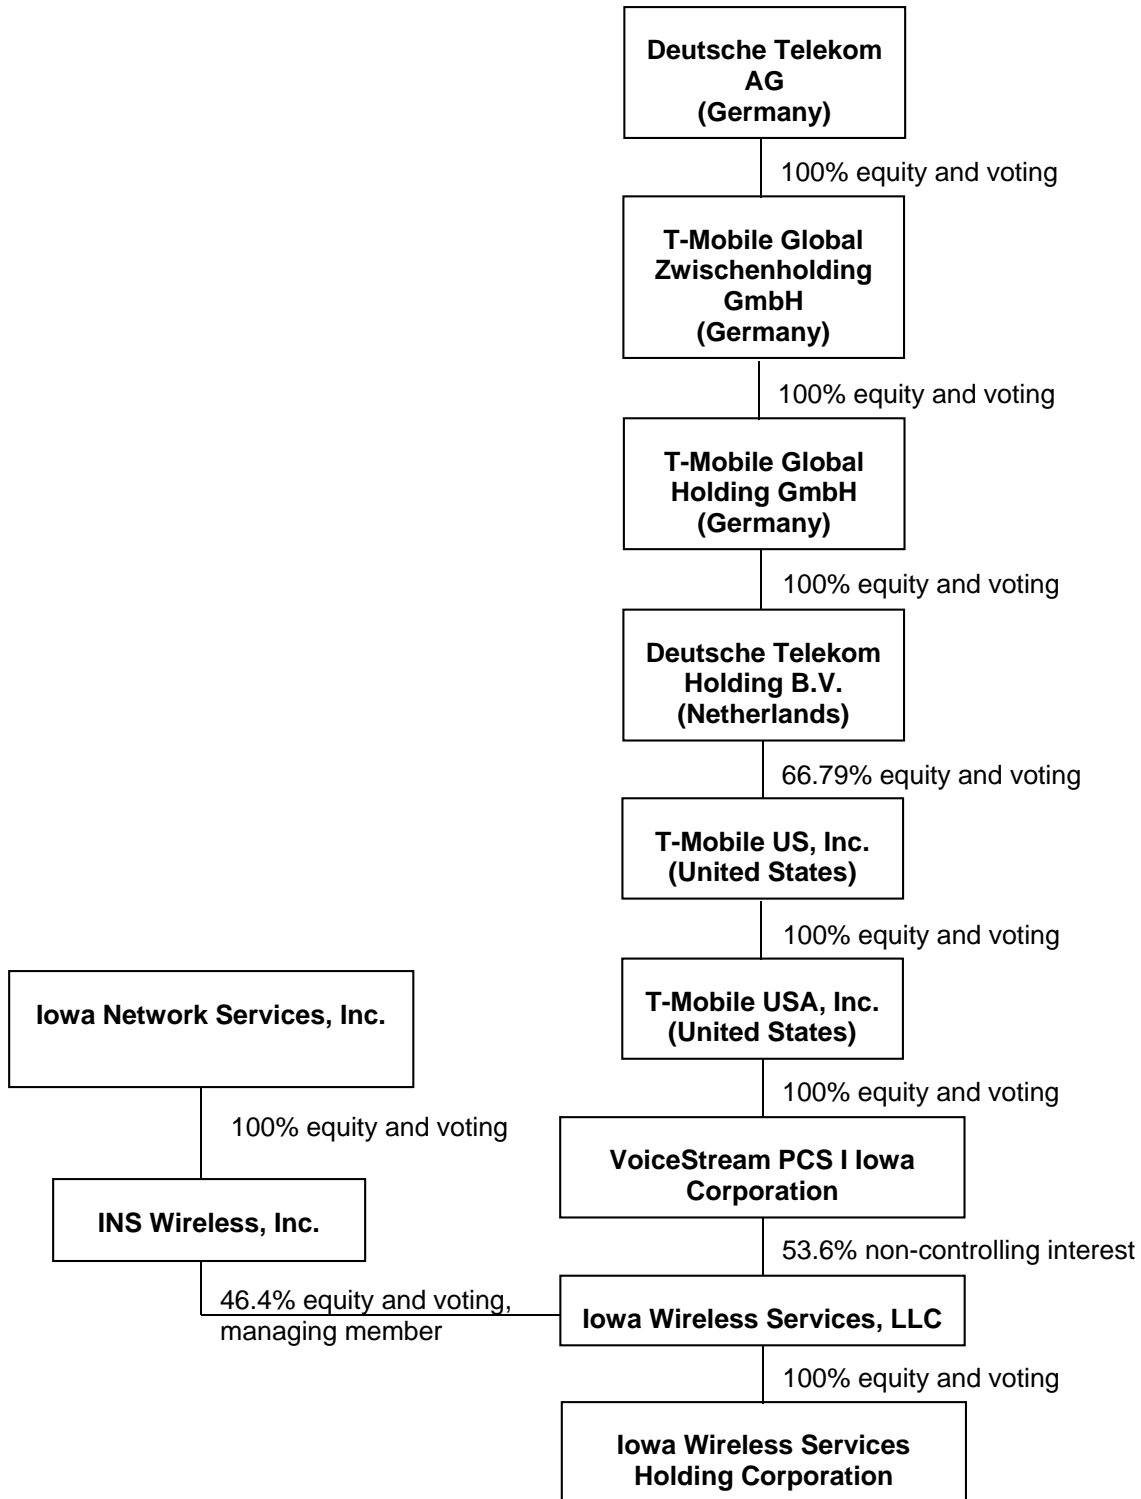 Deutsche Telekom
AG
(Germany)
100% equity and voting
T-Mobile Global
Zwischenholding
GmbH
(Germany)
100% equity and voting
T-Mobile Global
Holding GmbH
(Germany)
100% equity and voting
Deutsche Telekom
Holding B.V.
(Netherlands)
66.79% equity and voting
T-Mobile US, Inc.
(United States)
100% equity and voting
Iowa Network Services, Inc.
T-Mobile USA, Inc.
(United States)
100% equity and voting
100% equity and voting
VoiceStream PCS I Iowa
Corporation
INS Wireless, Inc.
53.6% non-controlling interest
46.4% equity and voting,
managing member
Iowa Wireless Services, LLC
100% equity and voting
Iowa Wireless Services
Holding Corporation